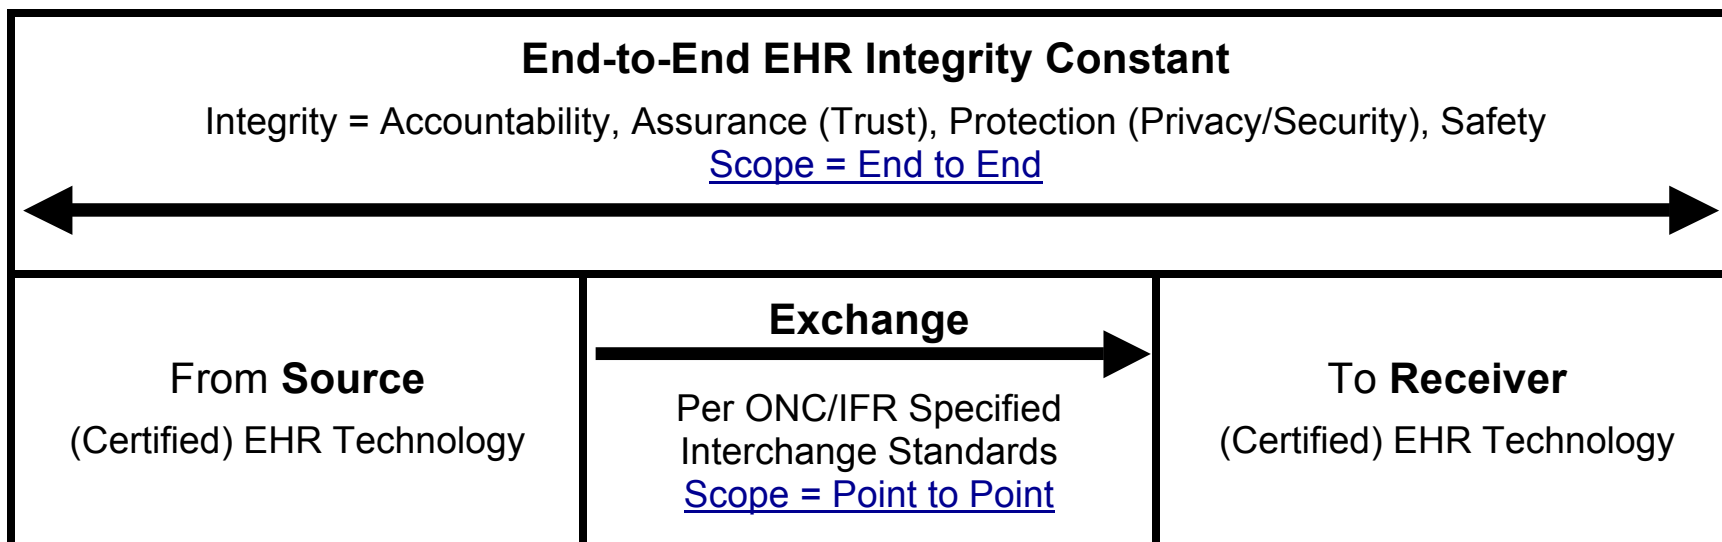 End-to-End EHR Integrity Constant
Integrity = Accountability, Assurance (Trust), Protection (Privacy/Security), Safety
Scope = End to End
From Source
(Certified) EHR Technology
Exchange
Per ONC/IFR Specified
Interchange Standards
Scope = Point to Point
To Receiver
(Certified) EHR Technology